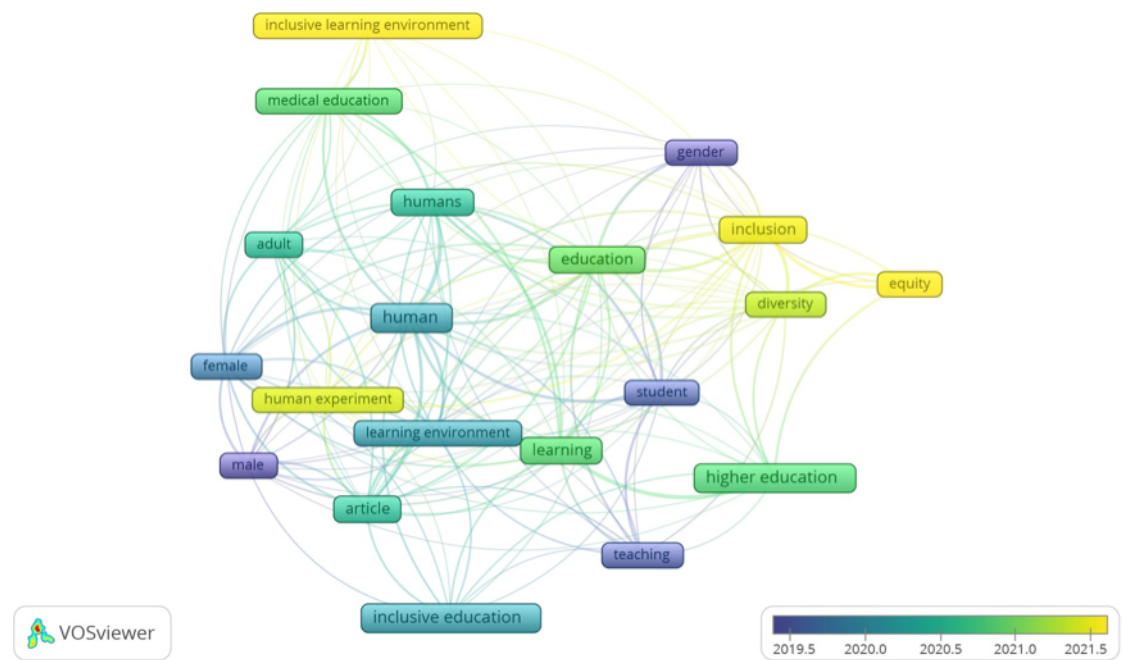 inclusive learning environment
medical education
gender
humans
inclusion
adult
education
equity
diversity
human
female
student
human experiment
learning environment
learning
male
higher education
article
teaching
inclusive education
VOSviewer
2019.5 2020.0 2020.5 2021.0 2021.5